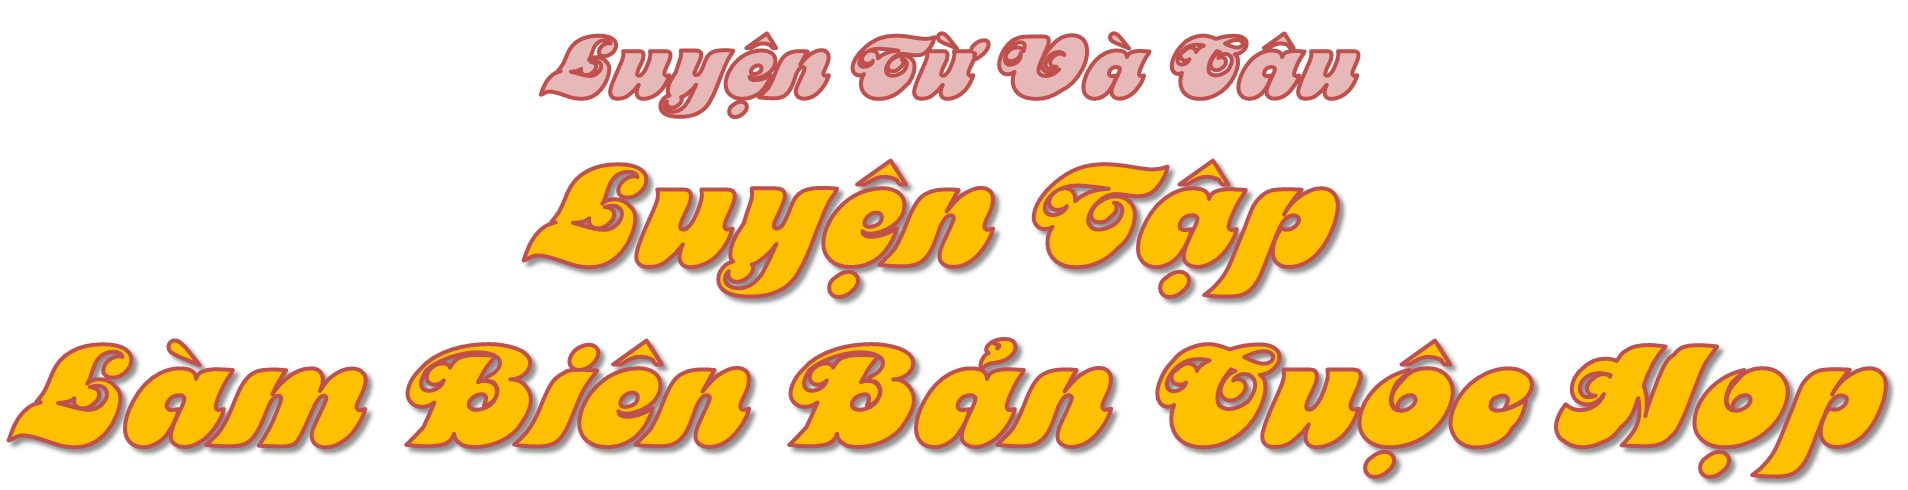 Luyện Từ Và Câu
Luyện Tập
Làm Biên Bản Cuộc Họp